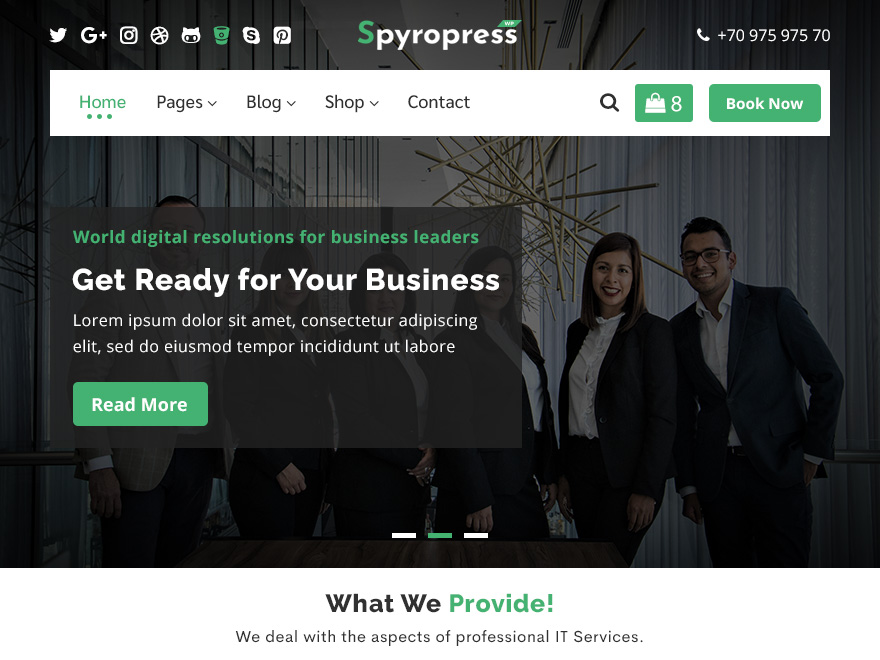 Spyropress
WP
+70 975 975 70
Home
Pages
Blog
Shop
Contact
8
Book Now
World digital resolutions for business leaders
Get Ready for Your Business
Lorem ipsum dolor sit amet, consectetur adipiscing
elit, sed do eiusmod tempor incididunt ut labore
Read More
What We Provide!
We deal with the aspects of professional IT Services.